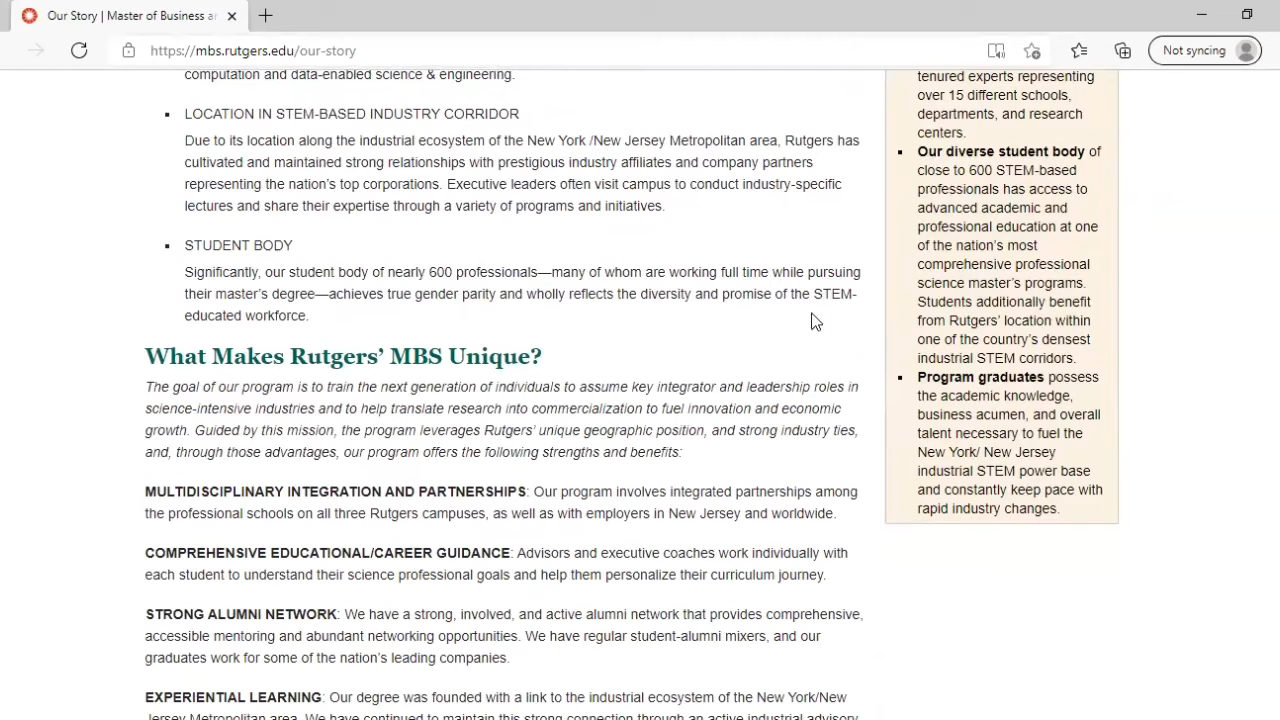 Our Story | Master of Business a
https://mbs.rutgers.edu/our-story
Not syncing
computation and data-enabled science & engineering.
▪ LOCATION IN STEM-BASED INDUSTRY CORRIDOR
Due to its location along the industrial ecosystem of the New York /New Jersey Metropolitan area, Rutgers has
cultivated and maintained strong relationships with prestigious industry affiliates and company partners
representing the nation's top corporations. Executive leaders often visit campus to conduct industry-specific
lectures and share their expertise through a variety of programs and initiatives.
▪ STUDENT BODY
Significantly, our student body of nearly 600 professionals—many of whom are working full time while pursuing
their master's degree—achieves true gender parity and wholly reflects the diversity and promise of the STEM-
educated workforce.
What Makes Rutgers' MBS Unique?
The goal of our program is to train the next generation of individuals to assume key integrator and leadership roles in
science-intensive industries and to help translate research into commercialization to fuel innovation and economic
growth. Guided by this mission, the program leverages Rutgers' unique geographic position, and strong industry ties,
and, through those advantages, our program offers the following strengths and benefits:
MULTIDISCIPLINARY INTEGRATION AND PARTNERSHIPS: Our program involves integrated partnerships among
the professional schools on all three Rutgers campuses, as well as with employers in New Jersey and worldwide.
COMPREHENSIVE EDUCATIONAL/CAREER GUIDANCE: Advisors and executive coaches work individually with
each student to understand their science professional goals and help them personalize their curriculum journey.
STRONG ALUMNI NETWORK: We have a strong, involved, and active alumni network that provides comprehensive,
accessible mentoring and abundant networking opportunities. We have regular student-alumni mixers, and our
graduates work for some of the nation's leading companies.
EXPERIENTIAL LEARNING: Our degree was founded with a link to the industrial ecosystem of the New York/New
Jersey Metropolitan area. We have continued to maintain this strong connection through an active industrial advisory
tenured experts representing
over 15 different schools,
departments, and research
centers.
▪ Our diverse student body of
close to 600 STEM-based
professionals has access to
advanced academic and
professional education at one
of the nation's most
comprehensive professional
science master's programs.
Students additionally benefit
from Rutgers' location within
one of the country's densest
industrial STEM corridors.
▪ Program graduates possess
the academic knowledge,
business acumen, and overall
talent necessary to fuel the
New York/ New Jersey
industrial STEM power base
and constantly keep pace with
rapid industry changes.